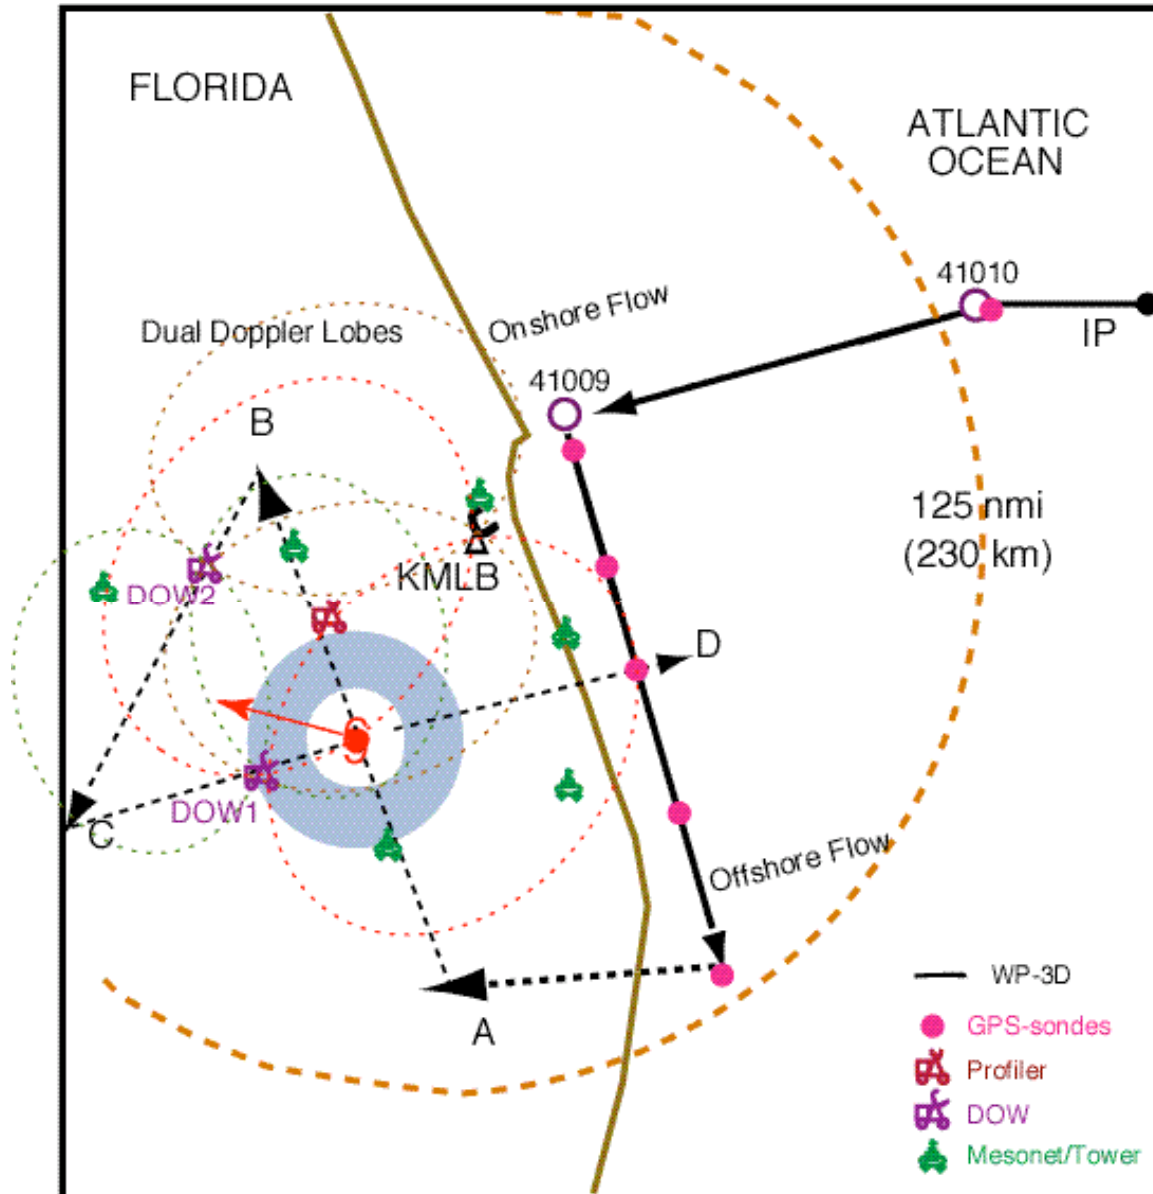 FLORIDA
ATLANTIC
OCEAN
41010
IP
Onshore Flow
Dual Doppler Lobes
41009
B
125 nmi
(230 km)
KMLB
DOW2
D
DOW1
C
Offshore Flow
A
WP-3D
GPS-sondes
Profiler
DOW
Mesonet/Tower